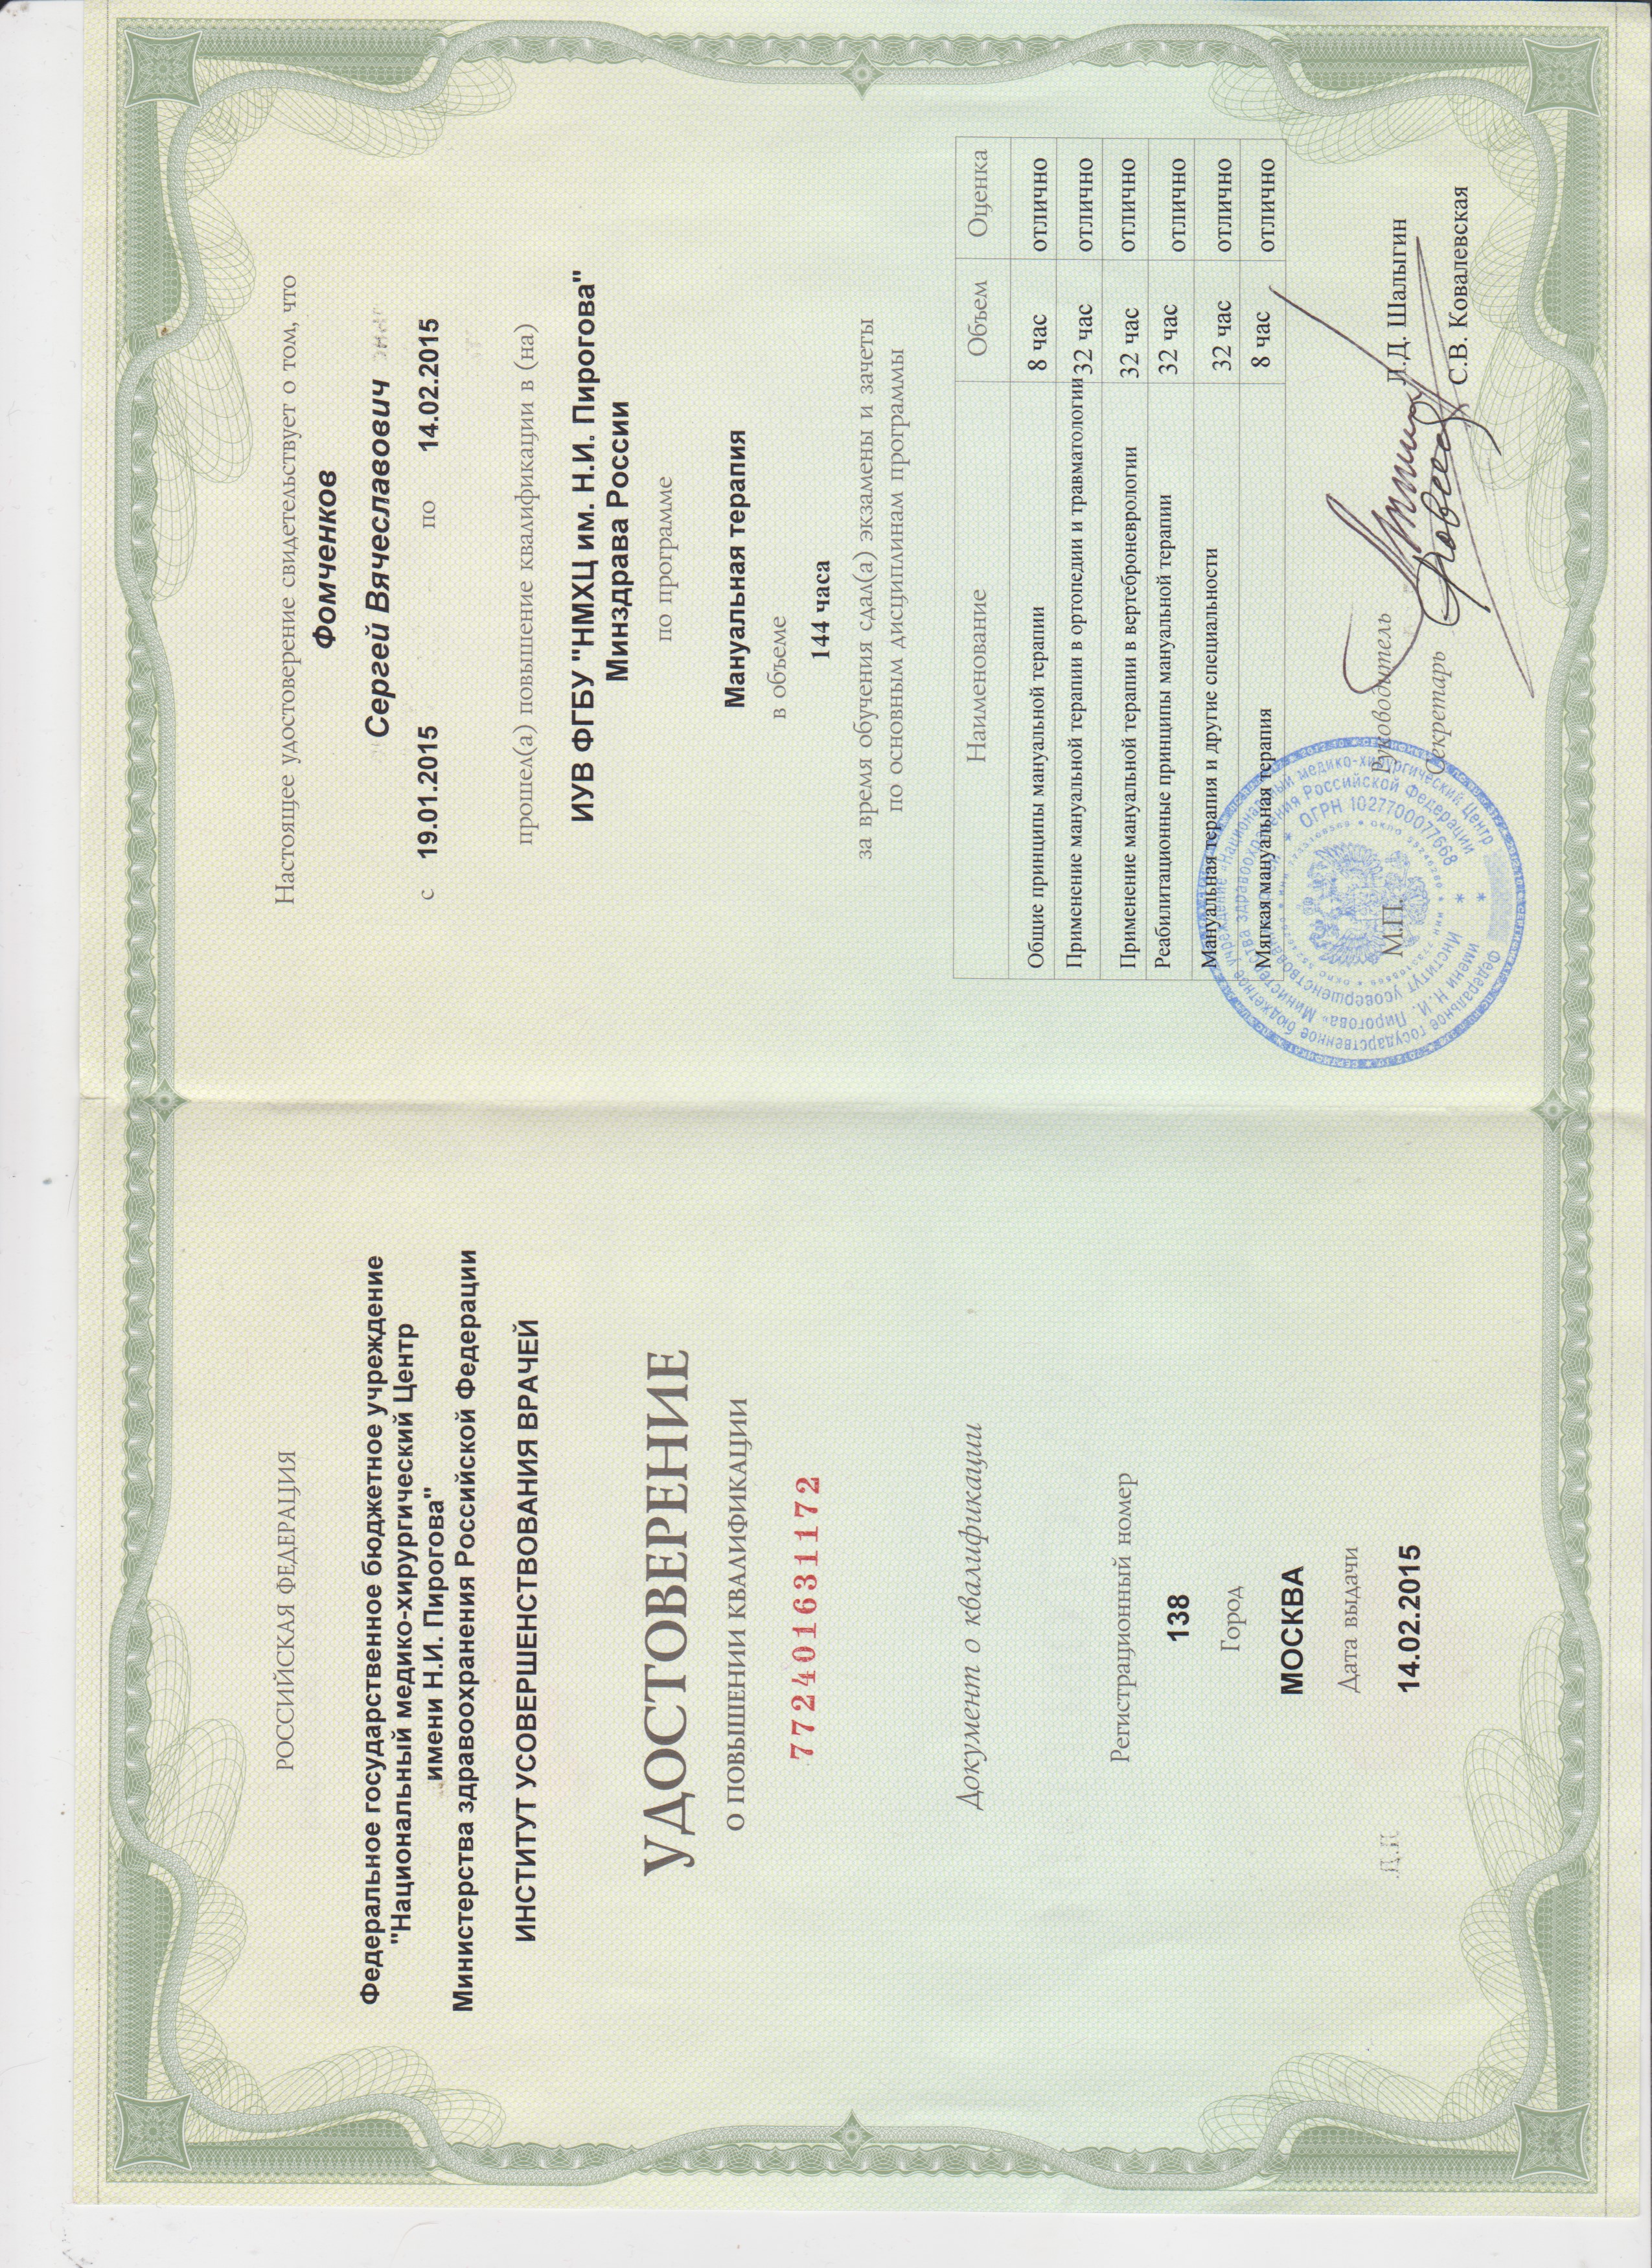 РОССИЙСКАЯ ФЕДЕРАЦИЯ
Федеральное государственное бюджетное учреждение
"Национальный медико-хирургический Центр
имени Н.И. Пирогова"
Министерства здравоохранения Российской Федерации
ИНСТИТУТ УСОВЕРШЕНСТВОВАНИЯ ВРАЧЕЙ
УДОСТОВЕРЕНИЕ
О ПОВЫШЕНИИ КВАЛИФИКАЦИИ
772401631172
Документ о квалификации
Регистрационный номер
138
Город
МОСКВА
Дата выдачи
14.02.2015
Настоящее удостоверение свидетельствует о том, что
Фомченков
Сергей Вячеславович
с 19.01.2015 по 14.02.2015
прошел(а) повышение квалификации в (на)
ИУВ ФГБУ "НМХЦ им. Н.И. Пирогова"
Минздрава России
по программе
Мануальная терапия
в объеме
144 часа
за время обучения сдал(а) экзамены и зачеты
по основным дисциплинам программы
Наименование Объем Оценка
Общие принципы мануальной терапии 8 час отлично
Применение мануальной терапии в ортопедии и травматологии 32 час отлично
Применение мануальной терапии в вертеброневрологии 32 час отлично
Реабилитационные принципы мануальной терапии 32 час отлично
Мануальная терапия и другие специальности 32 час отлично
Мягкая мануальная терапия 8 час отлично
Федеральное государственное бюджетное учреждение «Национальный медико-хирургический Центр
имени Н.И. Пирогова» Министерства здравоохранения Российской Федерации
Институт усовершенствования врачей * ОГРН 1027700077668
М.П.
Руководитель Л.Д. Шалыгин
Секретарь С.В. Ковалевская